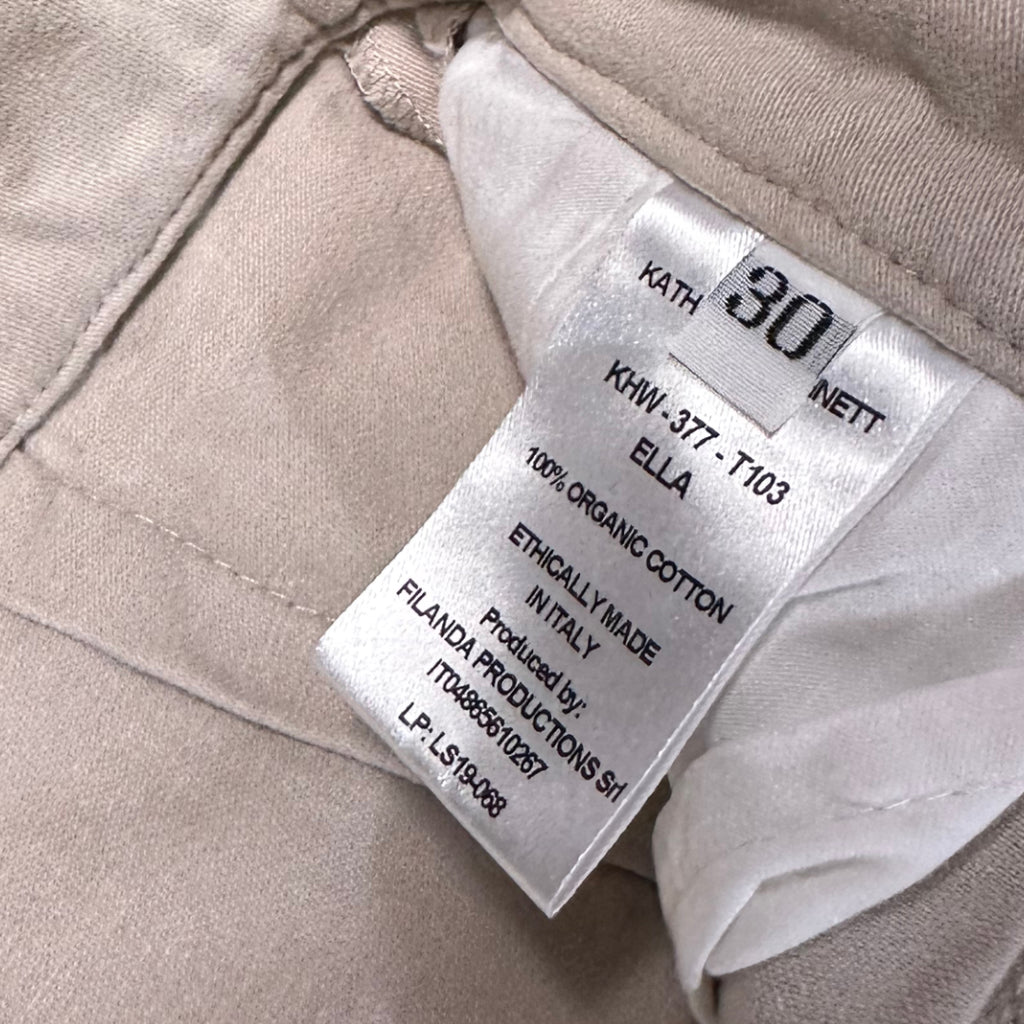 30
KATH NETT
KHW - 377 - T103
ELLA
100% ORGANIC COTTON
ETHICALLY MADE
IN ITALY
Produced by:
FILANDA PRODUCTIONS Srl
IT04865610267
LP: LS19-068